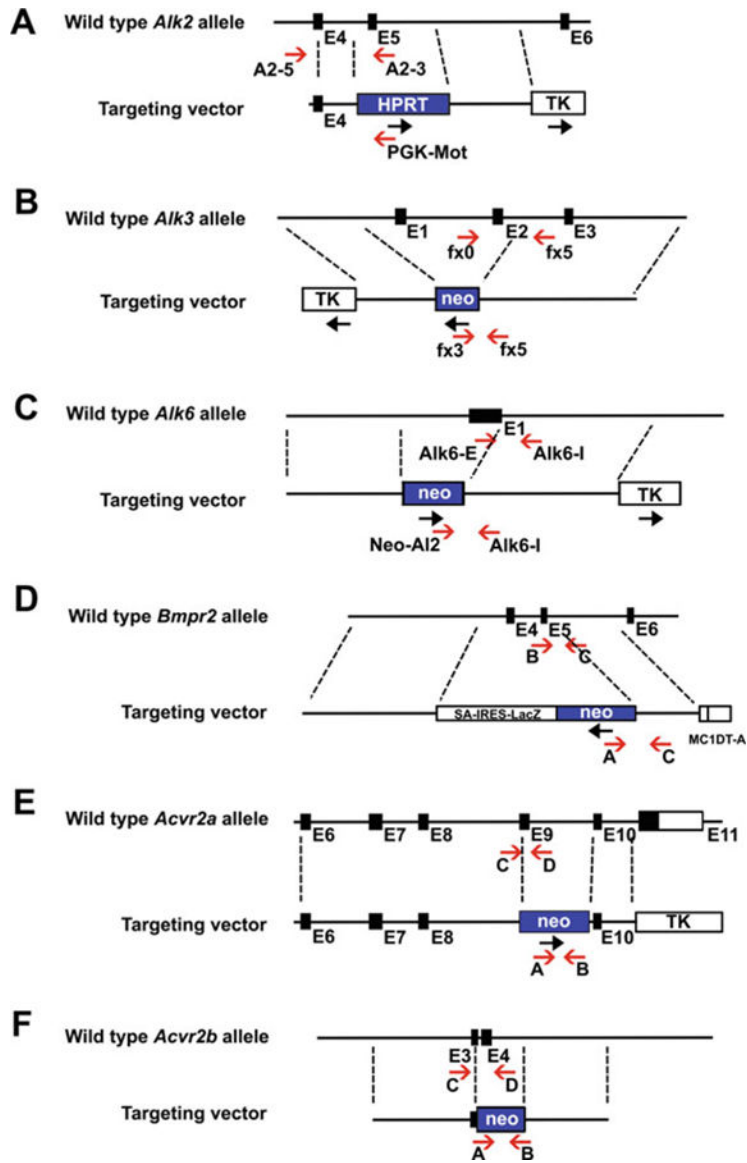 A
Wild type Alk2 allele
E4 E5 E6
A2-5 A2-3
Targeting vector
HPRT TK
E4
PGK-Mot
B
Wild type Alk3 allele
E1 E2 E3
fx0 fx5
Targeting vector
TK neo
fx3 fx5
C
Wild type Alk6 allele
E1
Alk6-E Alk6-I
Targeting vector
neo TK
Neo-Al2 Alk6-I
D
Wild type Bmpr2 allele
E4 E5 E6
B C
Targeting vector
SA-IRES-LacZ neo
MC1DT-A
A C
E
Wild type Acvr2a allele
E6 E7 E8 E9 E10 E11
C D
Targeting vector
neo TK
E6 E7 E8 E10
A B
F
Wild type Acvr2b allele
E3 E4
C D
Targeting vector
neo
A B